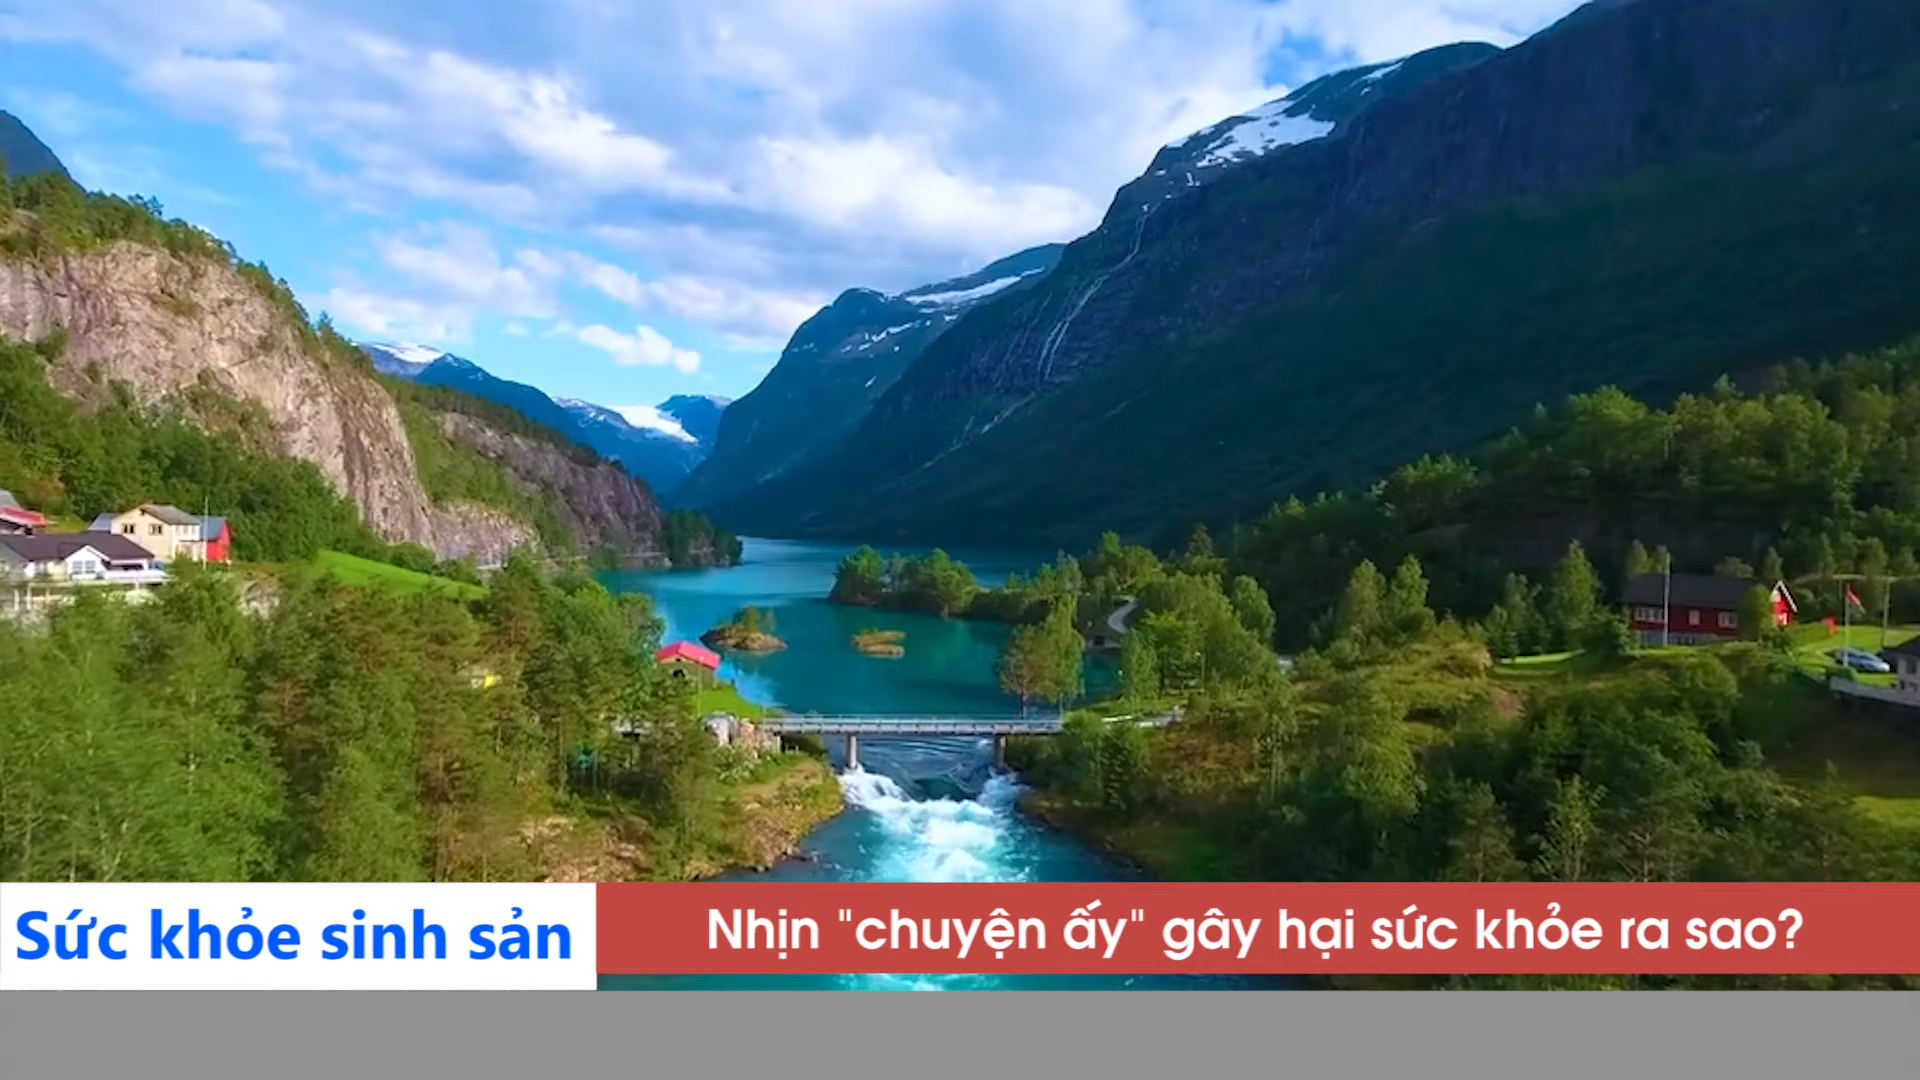 Sức khỏe sinh sản
Nhịn "chuyện ấy" gây hại sức khỏe ra sao?